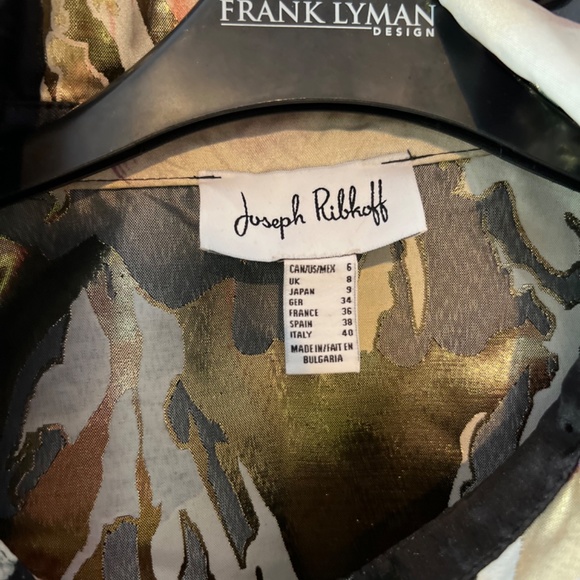 FRANK LYMAN
DESIGN
Joseph Ribkoff
CAN/US/MEX 6
UK 8
JAPAN 9
GER 34
FRANCE 36
SPAIN 38
ITALY 40
MADE IN/FAIT EN
BULGARIA